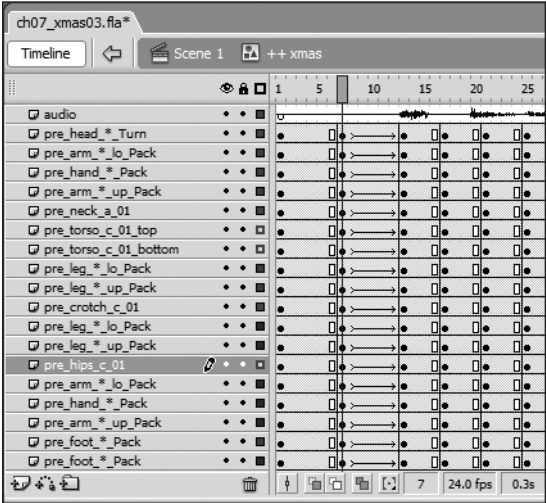 ch07_xmas03.fla*
Timeline Scene 1 ++ xmas
1 5 10 15 20 25
audio
pre_head_*_Turn
pre_arm_*_lo_Pack
pre_hand_*_Pack
pre_arm_*_up_Pack
pre_neck_a_01
pre_torso_c_01_top
pre_torso_c_01_bottom
pre_leg_*_lo_Pack
pre_leg_*_up_Pack
pre_crotch_c_01
pre_leg_*_lo_Pack
pre_leg_*_up_Pack
pre_hips_c_01
pre_arm_*_lo_Pack
pre_hand_*_Pack
pre_arm_*_up_Pack
pre_foot_*_Pack
pre_foot_*_Pack
7 24.0 fps 0.3s